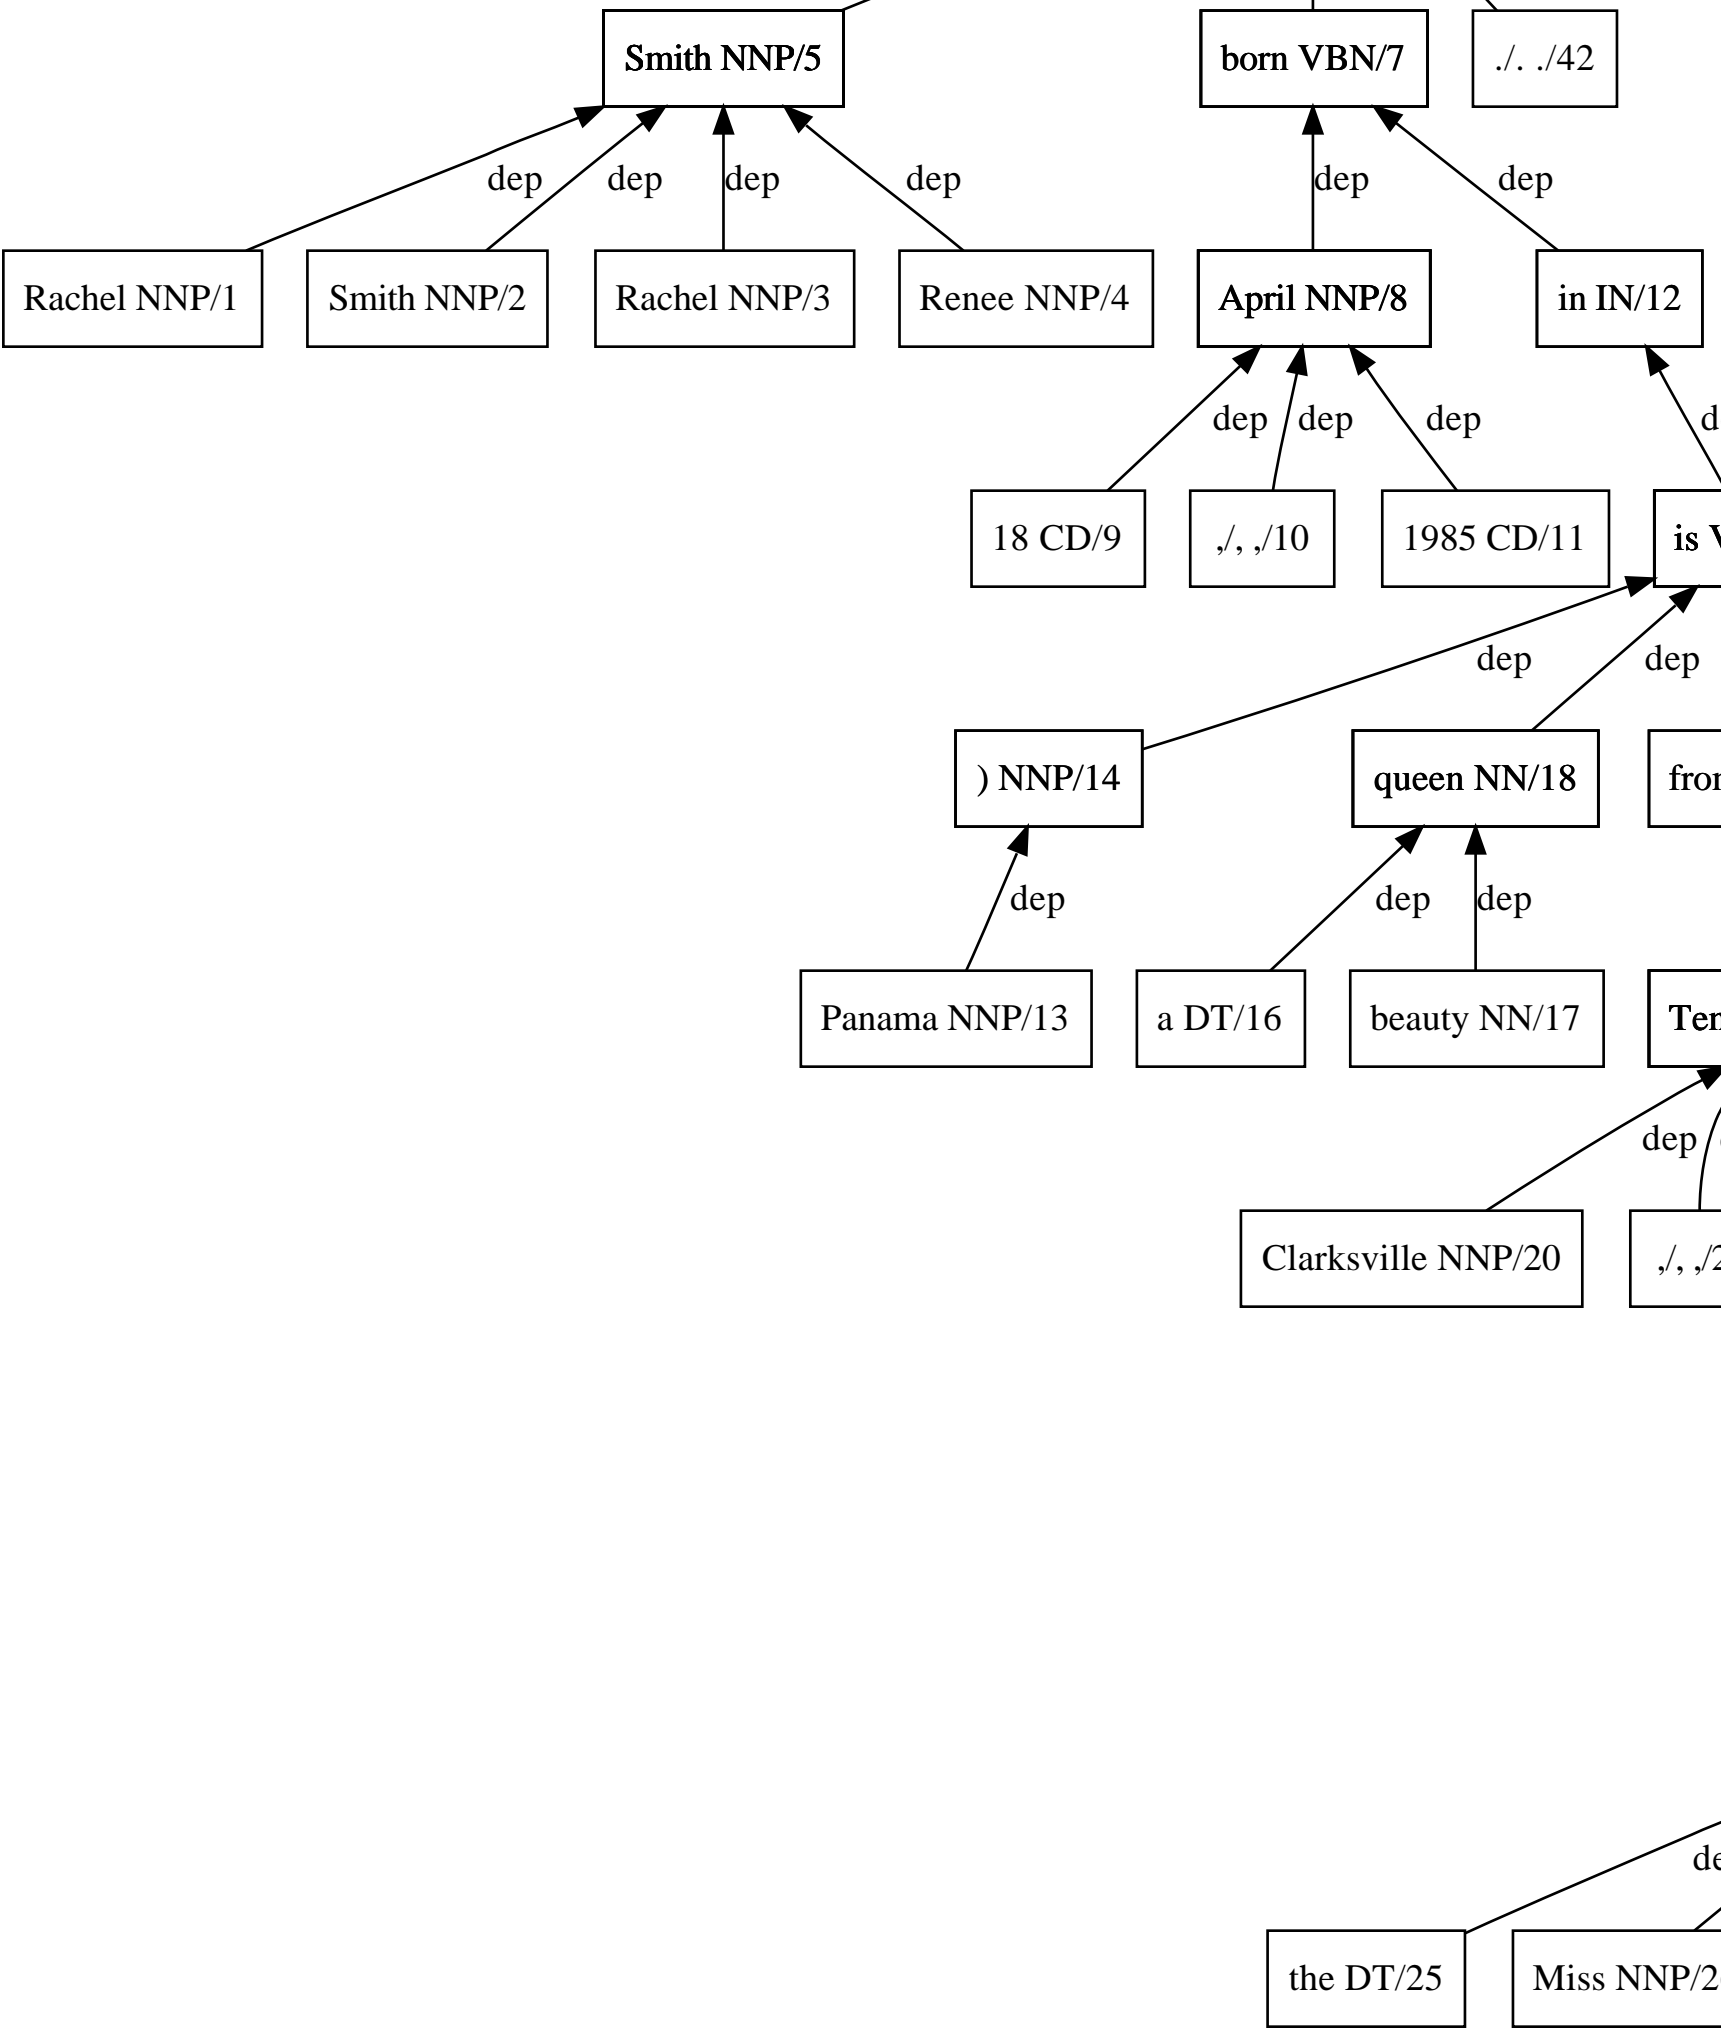 Smith NNP/5 born VBN/7 ./. ./42
dep dep dep dep dep dep
Rachel NNP/1 Smith NNP/2 Rachel NNP/3 Renee NNP/4 April NNP/8 in IN/12
dep dep dep
18 CD/9 ,/, ,/10 1985 CD/11 is
dep dep
) NNP/14 queen NN/18
dep dep dep
Panama NNP/13 a DT/16 beauty NN/17
dep
Clarksville NNP/20
the DT/25 Miss